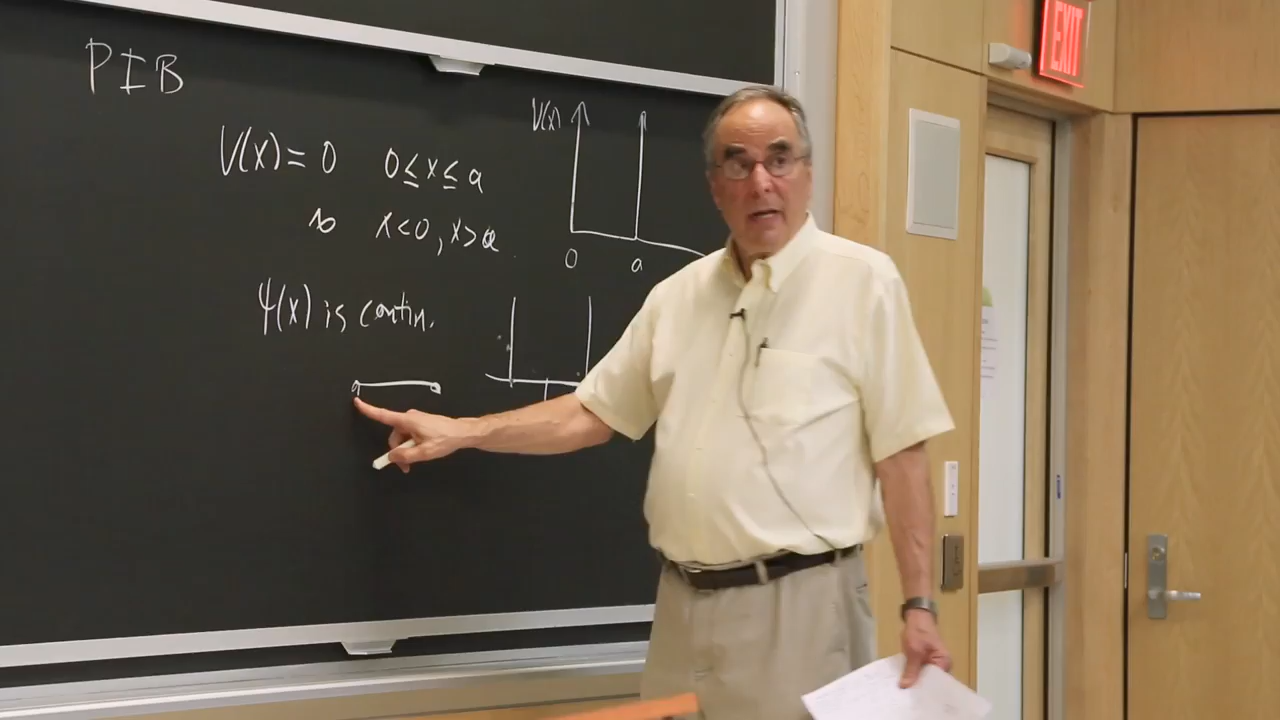 PIB
V(x) = 0 0 ≤ x ≤ a
∞ x<0, x>a
ψ(x) is contin.
V(x)
0 a
EXIT